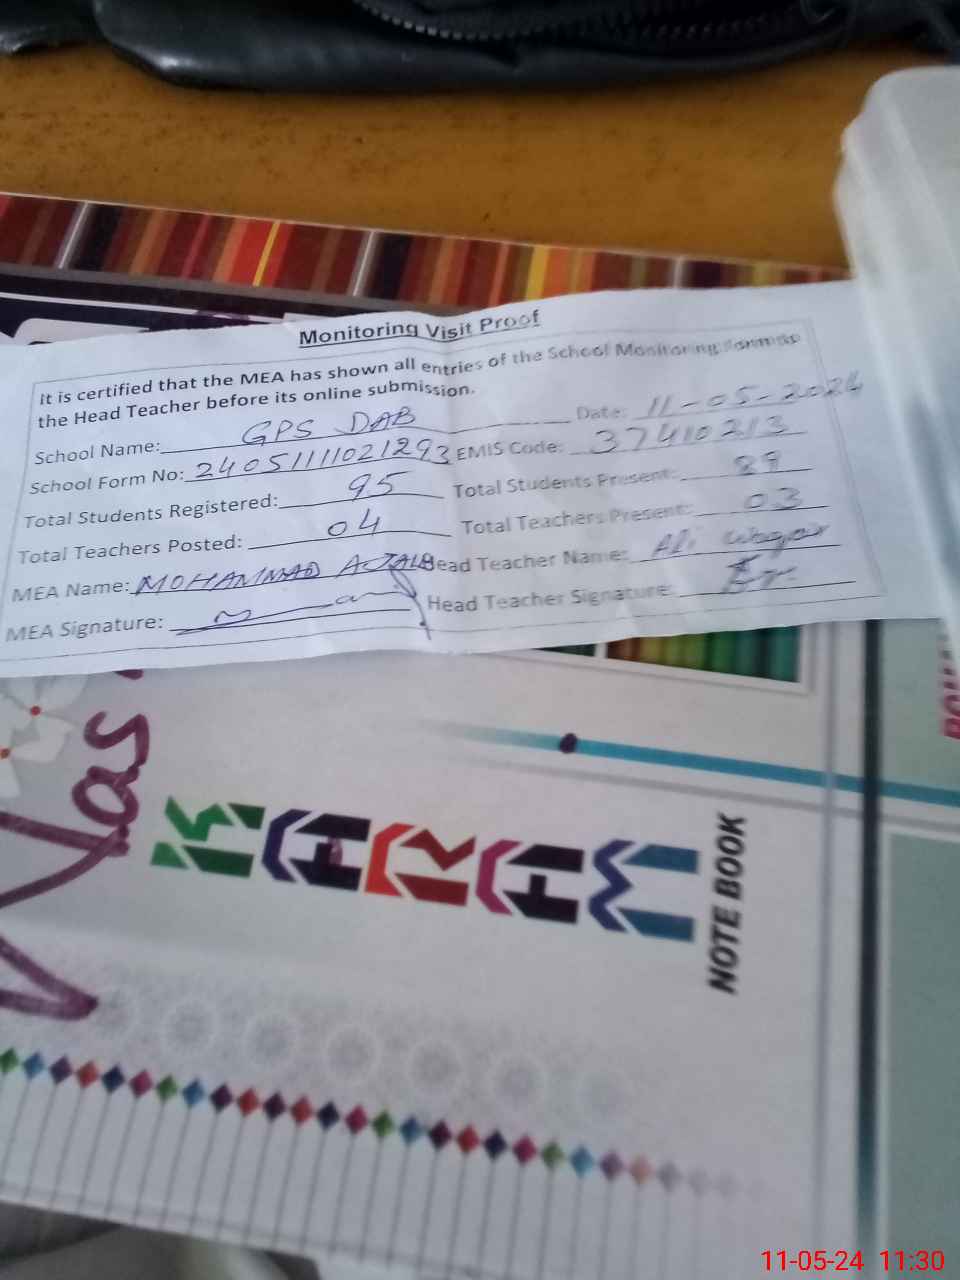 Monitoring Visit Proof
It is certified that the MEA has shown all entries of the School Monitoring form to
the Head Teacher before its online submission.
School Name: GPS DAB Date: 11-05-2024
School Form No: 24051111021293 EMIS Code: 37410213
Total Students Registered: 95 Total Students Present: 89
Total Teachers Posted: 04 Total Teachers Present: 03
MEA Name: MOHAMMAD Head Teacher Name: Ali Waqar
MEA Signature: Head Teacher Signature:
Nas
KARAM
NOTE BOOK
11-05-24 11:30